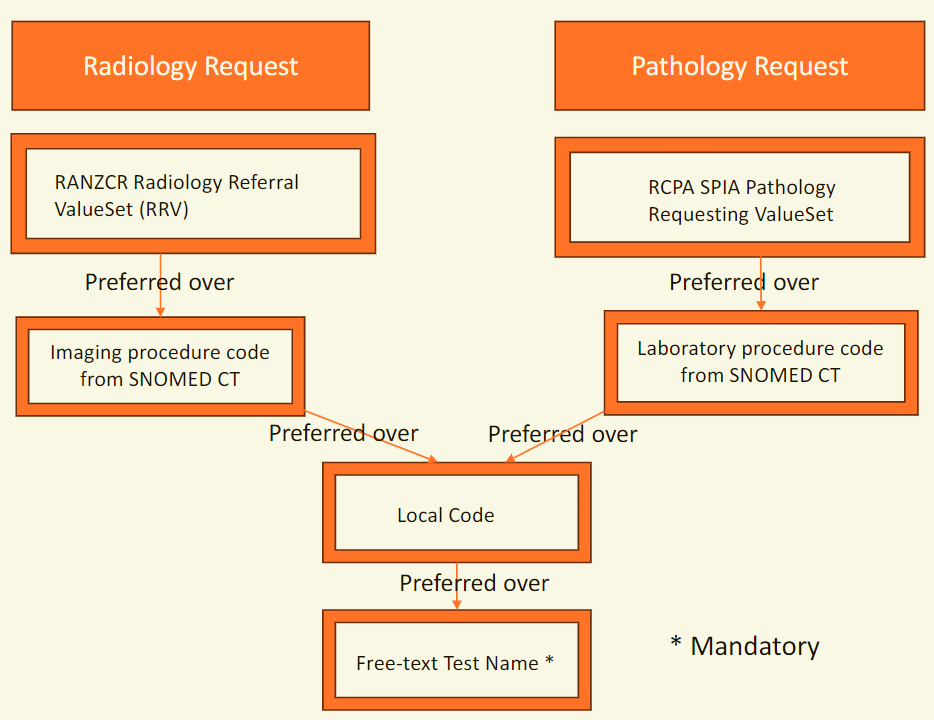 Radiology Request
Pathology Request
RANZCR Radiology Referral
ValueSet (RRV)
RCPA SPIA Pathology
Requesting ValueSet
Preferred over
Preferred over
Imaging procedure code
from SNOMED CT
Laboratory procedure code
from SNOMED CT
Preferred over
Preferred over
Local Code
Preferred over
Free-text Test Name *
* Mandatory